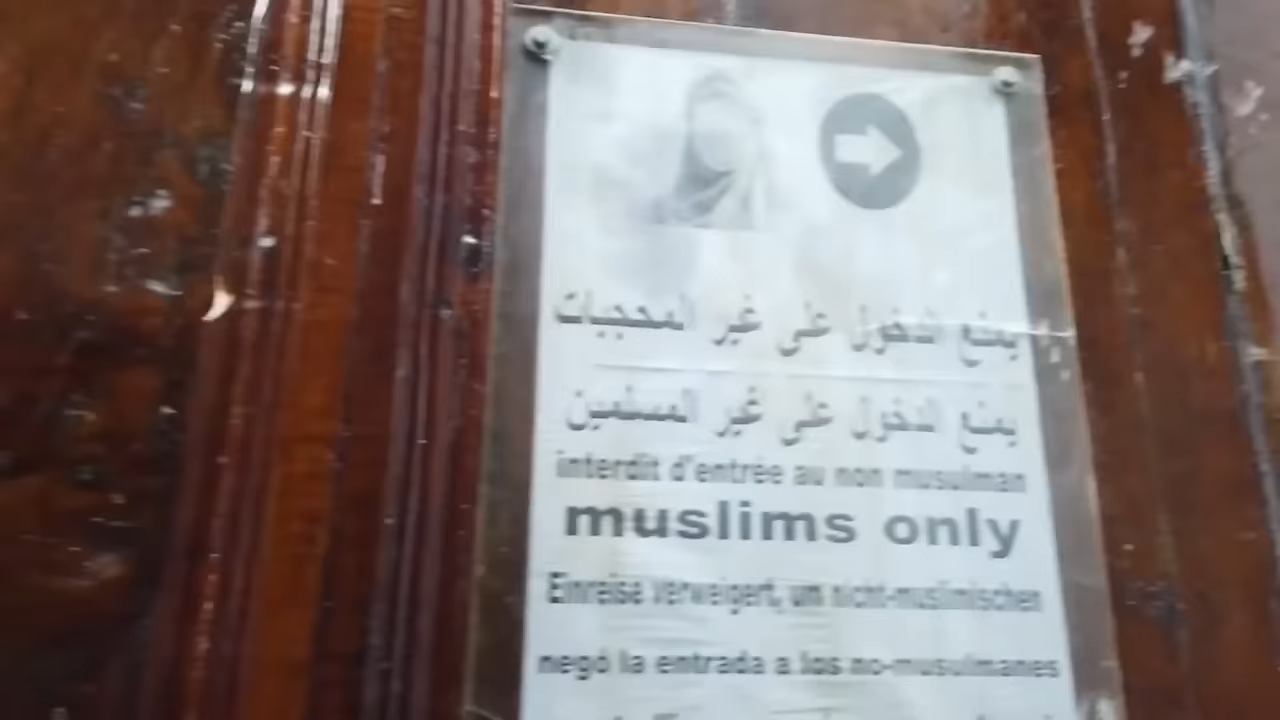 يمنع الدخول على غير المحجبات
يمنع الدخول على غير المسلمين
interdit d'entrée au non musulman
muslims only
Einreise verweigert, um nicht-muslimischen
negó la entrada a los no-musulmanes